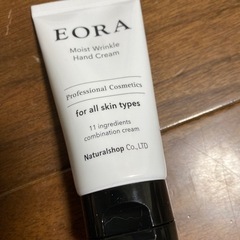 EORA
Moist Wrinkle
Hand Cream
Professional Cosmetics
for all skin types
11 ingredients
combination cream
Naturalshop Co.,LTD